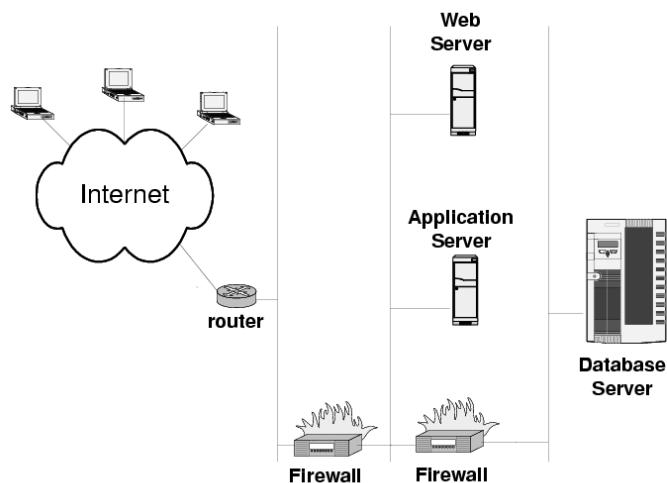 Web
Server
Internet
Application
Server
router
Database
Server
Firewall
Firewall